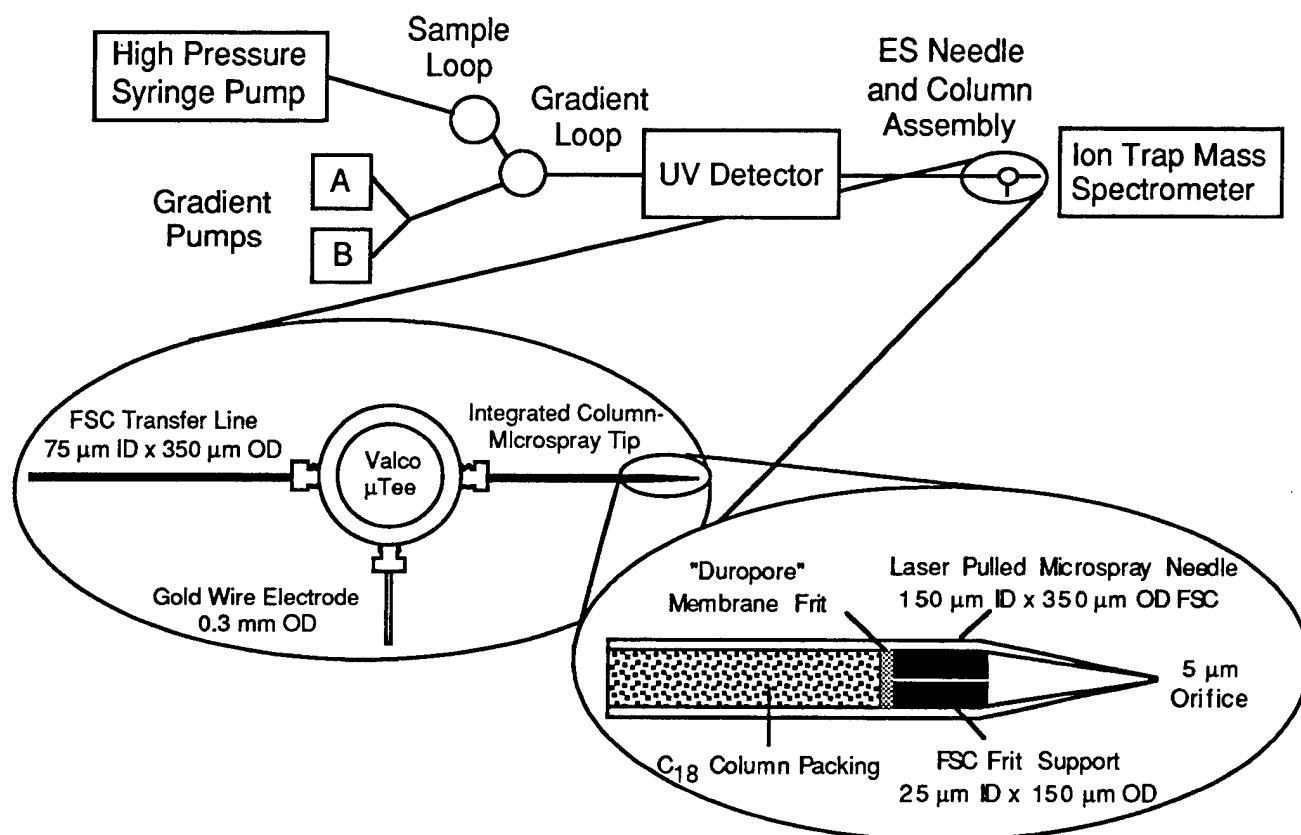 High Pressure
Syringe Pump
Sample
Loop
Gradient
Loop
ES Needle
and Column
Assembly
UV Detector
Ion Trap Mass
Spectrometer
A
Gradient
Pumps
B
FSC Transfer Line
75 µm ID x 350 µm OD
Valco
µTee
Integrated Column-
Microspray Tip
Gold Wire Electrode
0.3 mm OD
"Duropore"
Membrane Frit
Laser Pulled Microspray Needle
150 µm ID x 350 µm OD FSC
5 µm
Orifice
C18 Column Packing
FSC Frit Support
25 µm ID x 150 µm OD